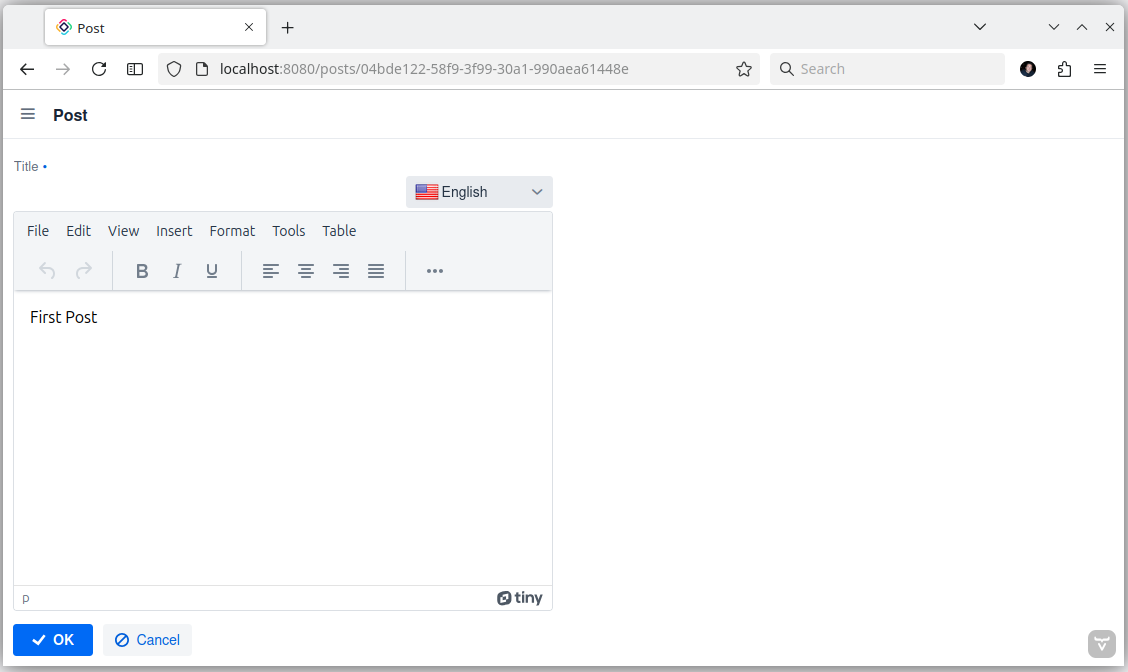 Post
localhost:8080/posts/04bde122-58f9-3f99-30a1-990aea61448e
Search
Post
Title •
English
File Edit View Insert Format Tools Table
B I U
First Post
p
tiny
OK Cancel